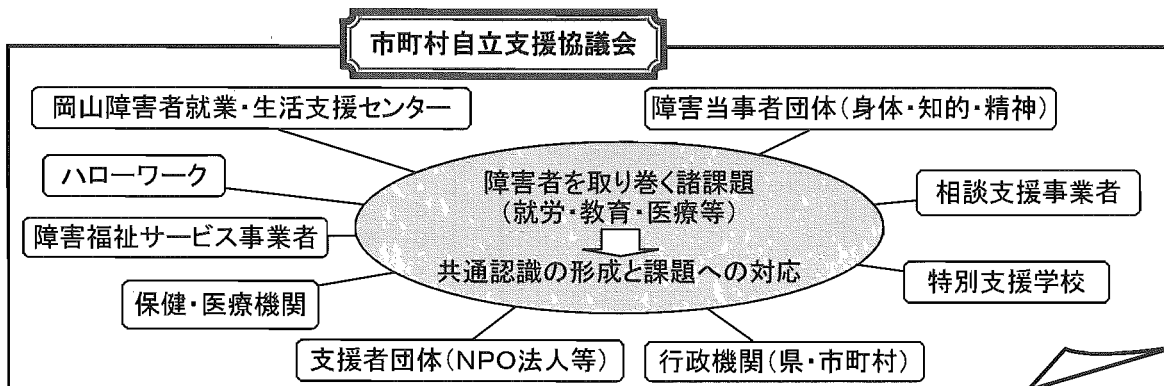 市町村自立支援協議会
岡山障害者就業・生活支援センター
障害当事者団体(身体・知的・精神)
ハローワーク
障害者を取り巻く諸課題
(就労・教育・医療等)
相談支援事業者
障害福祉サービス事業者
共通認識の形成と課題への対応
特別支援学校
保健・医療機関
支援者団体(NPO法人等)
行政機関(県・市町村)